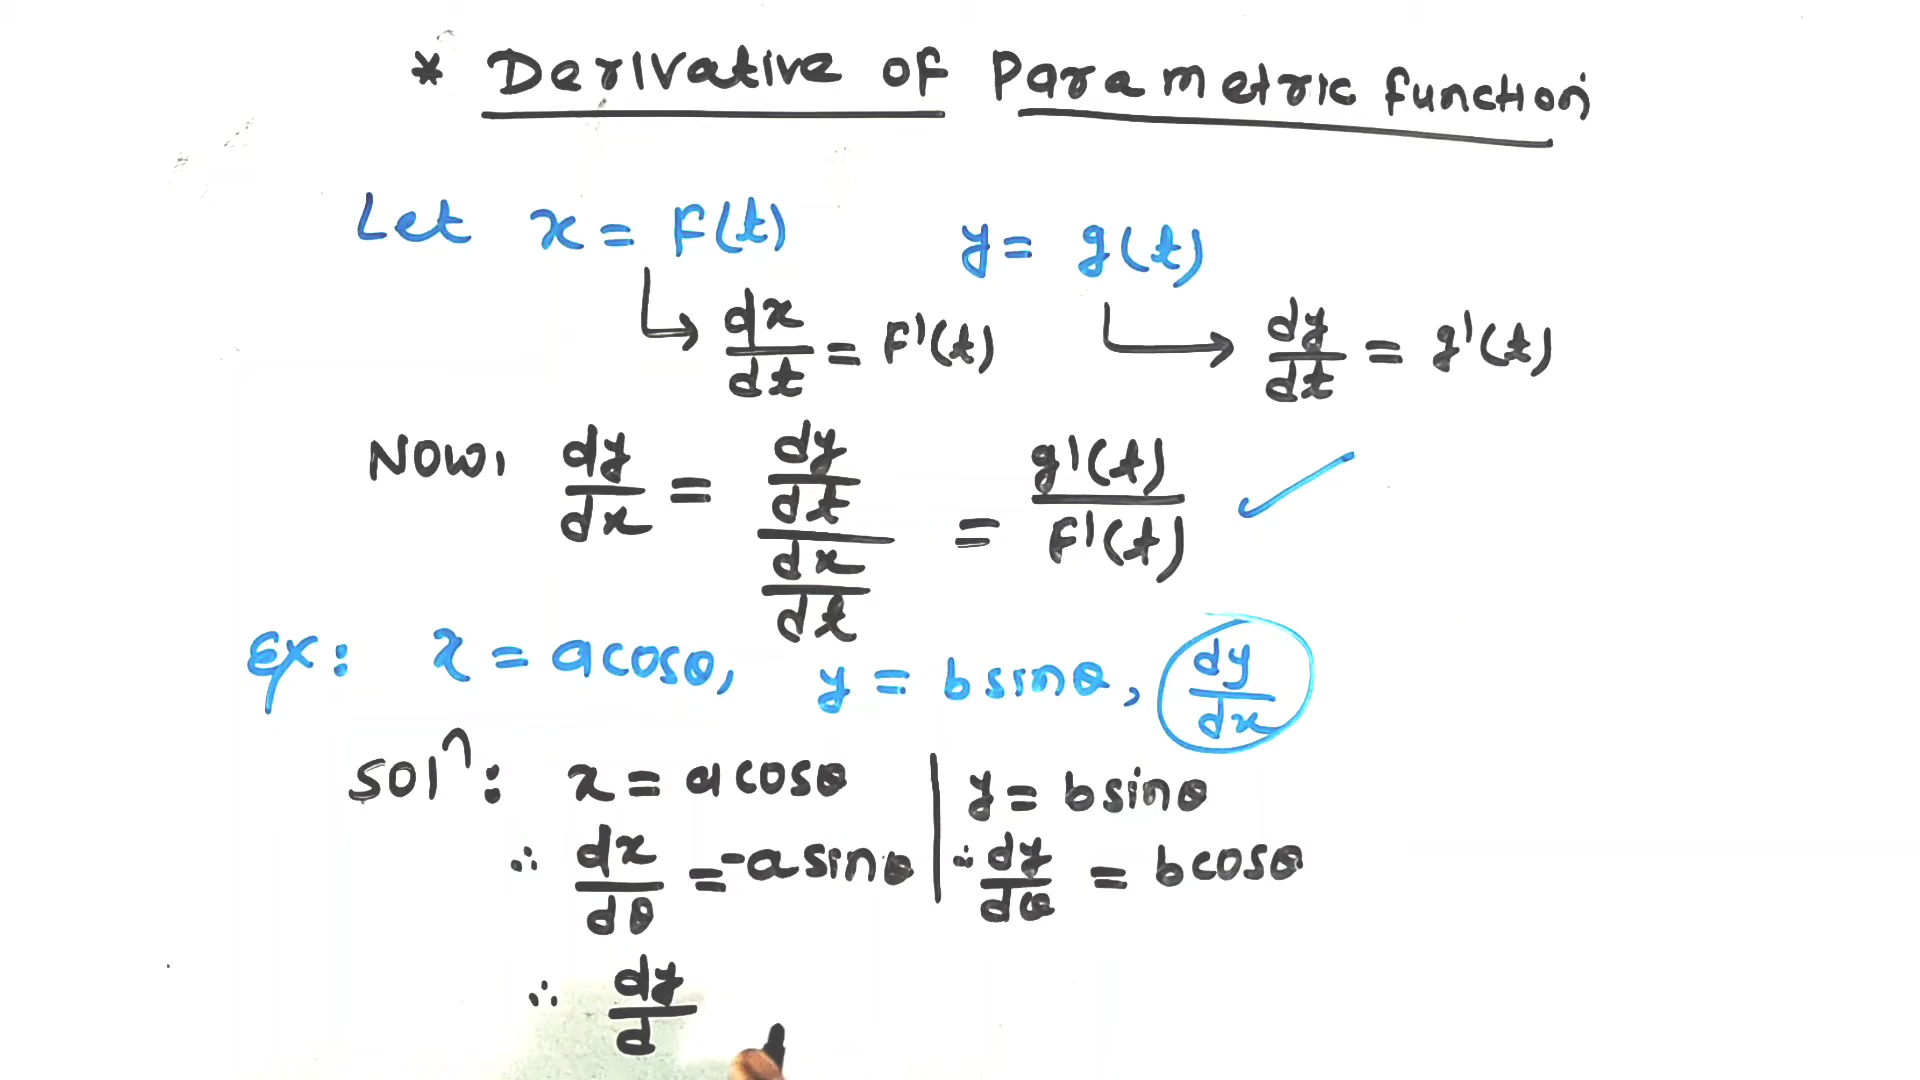 * Derivative of Parametric function
Let x = F(t) y = g(t)
↳ dx/dt = F'(t) ↳ dy/dt = g'(t)
Now, dy/dx = (dy/dt)/(dx/dt) = g'(t)/F'(t) ✓
Ex: x = a cosθ, y = b sinθ, dy/dx
Solⁿ: x = a cosθ | y = b sinθ
∴ dx/dθ = -a sinθ | ∴ dy/dθ = b cosθ
∴ dy/d